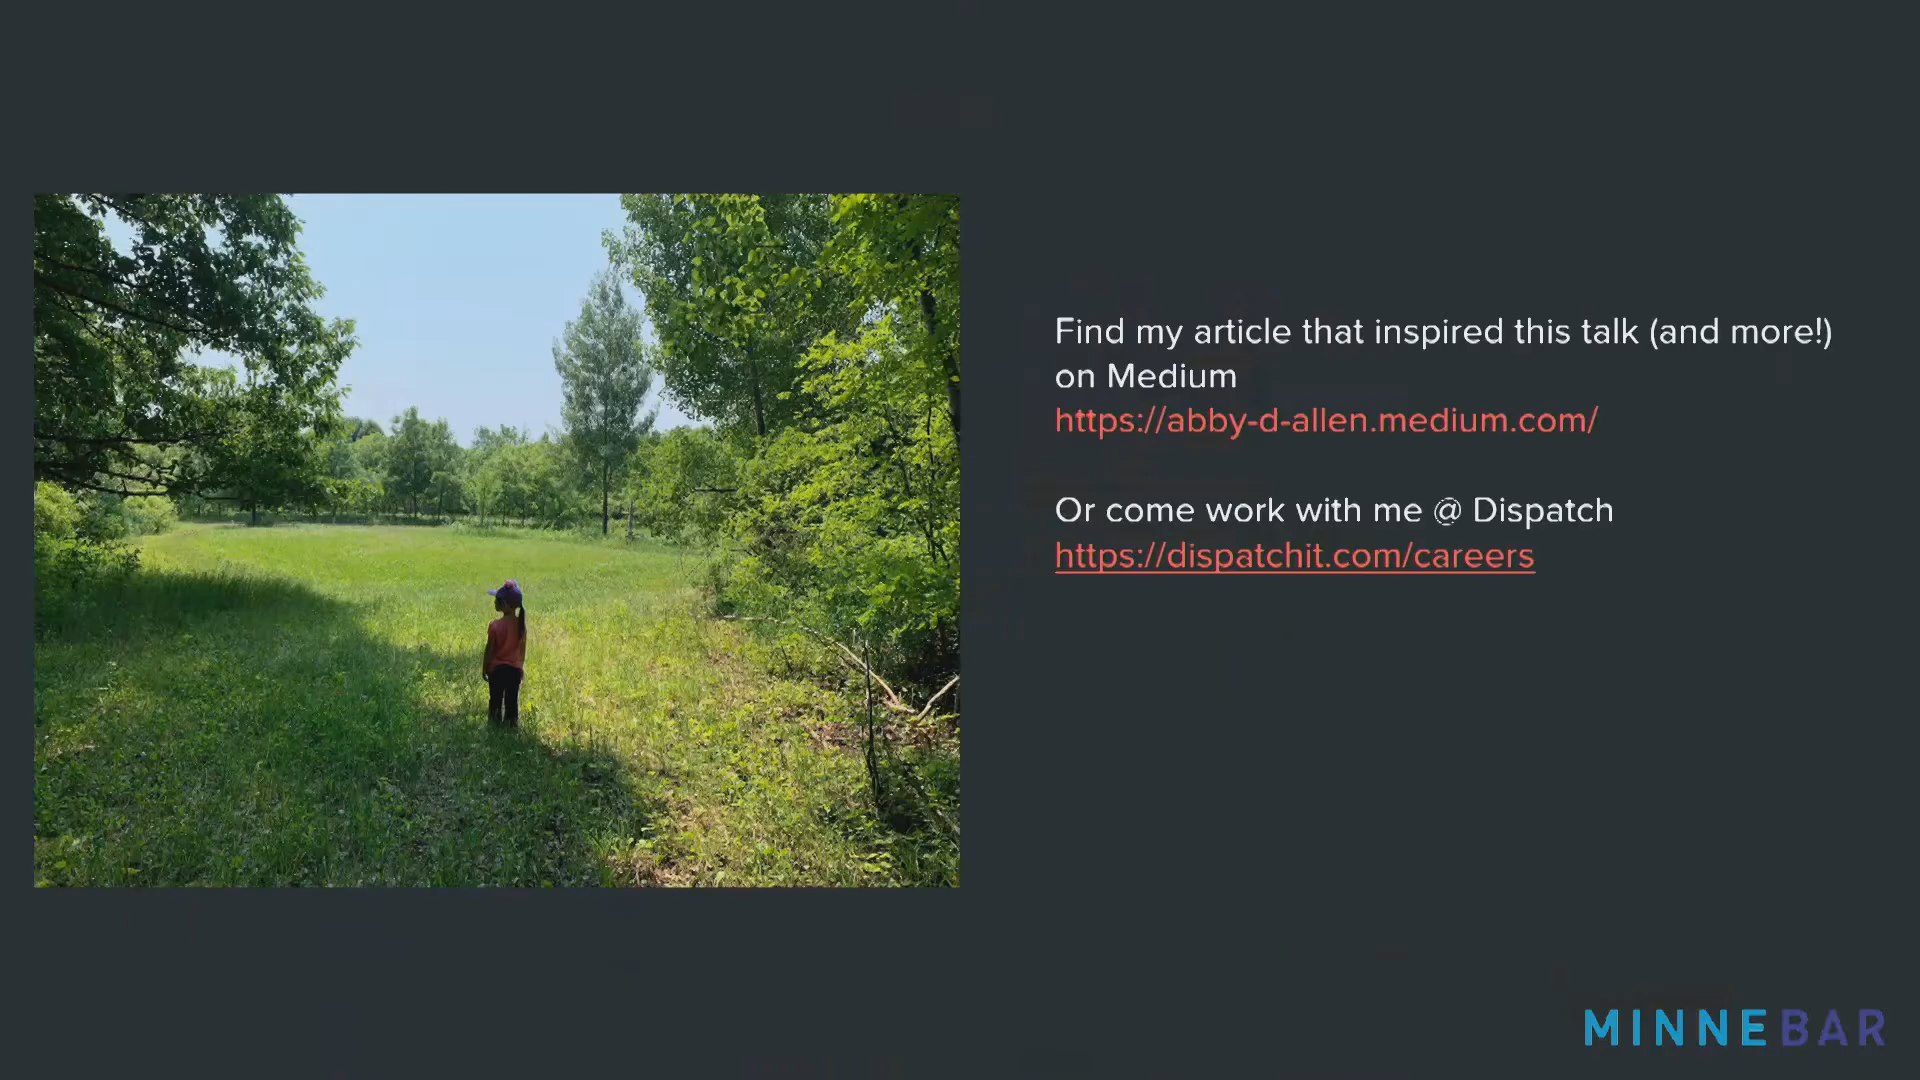 Find my article that inspired this talk (and more!)
on Medium
https://abby-d-allen.medium.com/
Or come work with me @ Dispatch
https://dispatchit.com/careers
MINNEBAR